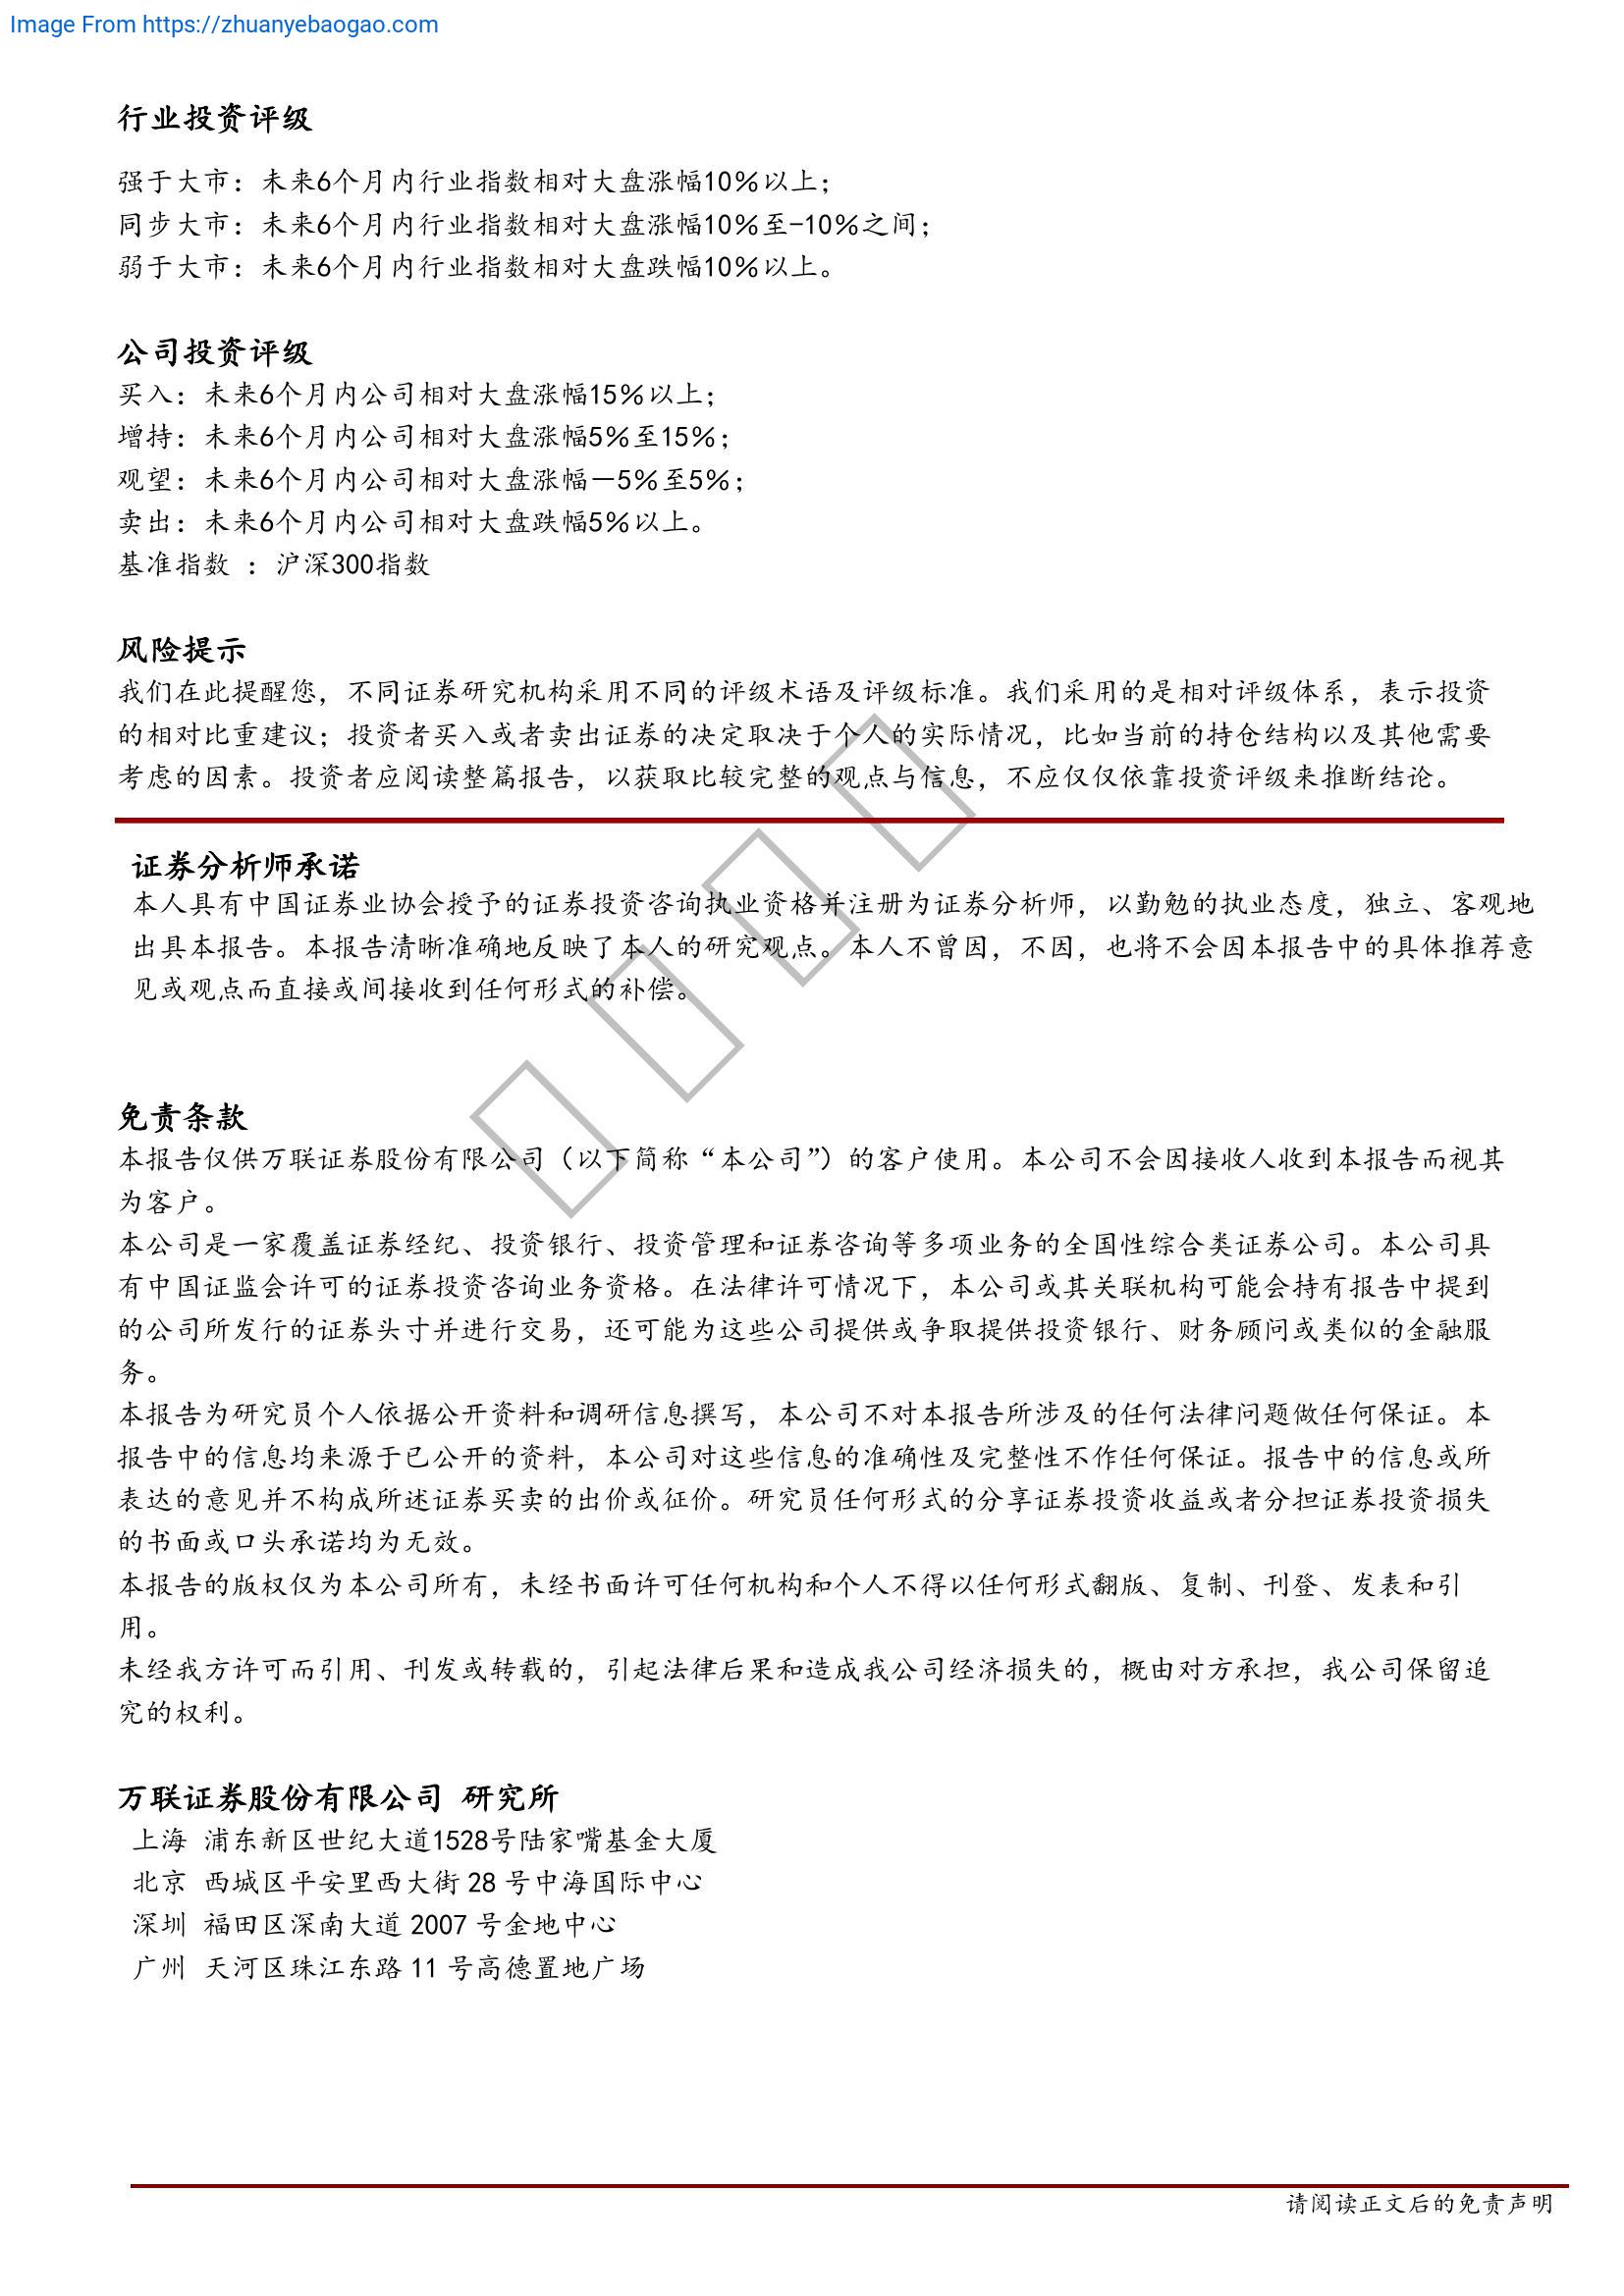 Image From https://zhuanyebaogao.com
行业投资评级
强于大市：未来6个月内行业指数相对大盘涨幅10％以上；
同步大市：未来6个月内行业指数相对大盘涨幅10％至-10％之间；
弱于大市：未来6个月内行业指数相对大盘跌幅10％以上。
公司投资评级
买入：未来6个月内公司相对大盘涨幅15％以上；
增持：未来6个月内公司相对大盘涨幅5％至15％；
观望：未来6个月内公司相对大盘涨幅－5％至5％；
卖出：未来6个月内公司相对大盘跌幅5％以上。
基准指数 ：沪深300指数
风险提示
我们在此提醒您，不同证券研究机构采用不同的评级术语及评级标准。我们采用的是相对评级体系，表示投资
的相对比重建议；投资者买入或者卖出证券的决定取决于个人的实际情况，比如当前的持仓结构以及其他需要
考虑的因素。投资者应阅读整篇报告，以获取比较完整的观点与信息，不应仅仅依靠投资评级来推断结论。
证券分析师承诺
本人具有中国证券业协会授予的证券投资咨询执业资格并注册为证券分析师，以勤勉的执业态度，独立、客观地
出具本报告。本报告清晰准确地反映了本人的研究观点。本人不曾因，不因，也将不会因本报告中的具体推荐意
见或观点而直接或间接收到任何形式的补偿。
免责条款
本报告仅供万联证券股份有限公司（以下简称“本公司”）的客户使用。本公司不会因接收人收到本报告而视其
为客户。
本公司是一家覆盖证券经纪、投资银行、投资管理和证券咨询等多项业务的全国性综合类证券公司。本公司具
有中国证监会许可的证券投资咨询业务资格。在法律许可情况下，本公司或其关联机构可能会持有报告中提到
的公司所发行的证券头寸并进行交易，还可能为这些公司提供或争取提供投资银行、财务顾问或类似的金融服
务。
本报告为研究员个人依据公开资料和调研信息撰写，本公司不对本报告所涉及的任何法律问题做任何保证。本
报告中的信息均来源于已公开的资料，本公司对这些信息的准确性及完整性不作任何保证。报告中的信息或所
表达的意见并不构成所述证券买卖的出价或征价。研究员任何形式的分享证券投资收益或者分担证券投资损失
的书面或口头承诺均为无效。
本报告的版权仅为本公司所有，未经书面许可任何机构和个人不得以任何形式翻版、复制、刊登、发表和引
用。
未经我方许可而引用、刊发或转载的，引起法律后果和造成我公司经济损失的，概由对方承担，我公司保留追
究的权利。
万联证券股份有限公司 研究所
上海 浦东新区世纪大道1528号陆家嘴基金大厦
北京 西城区平安里西大街 28 号中海国际中心
深圳 福田区深南大道 2007 号金地中心
广州 天河区珠江东路 11 号高德置地广场
请阅读正文后的免责声明